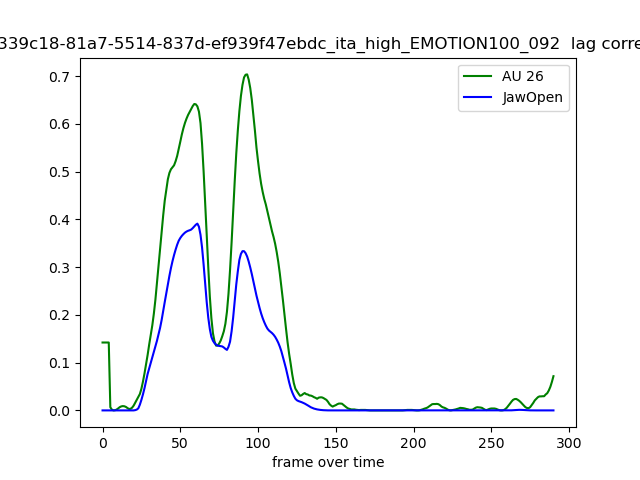 339c18-81a7-5514-837d-ef939f47ebdc_ita_high_EMOTION100_092 lag corre
AU 26
JawOpen
0.7
0.6
0.5
0.4
0.3
0.2
0.1
0.0
0 50 100 150 200 250 300
frame over time